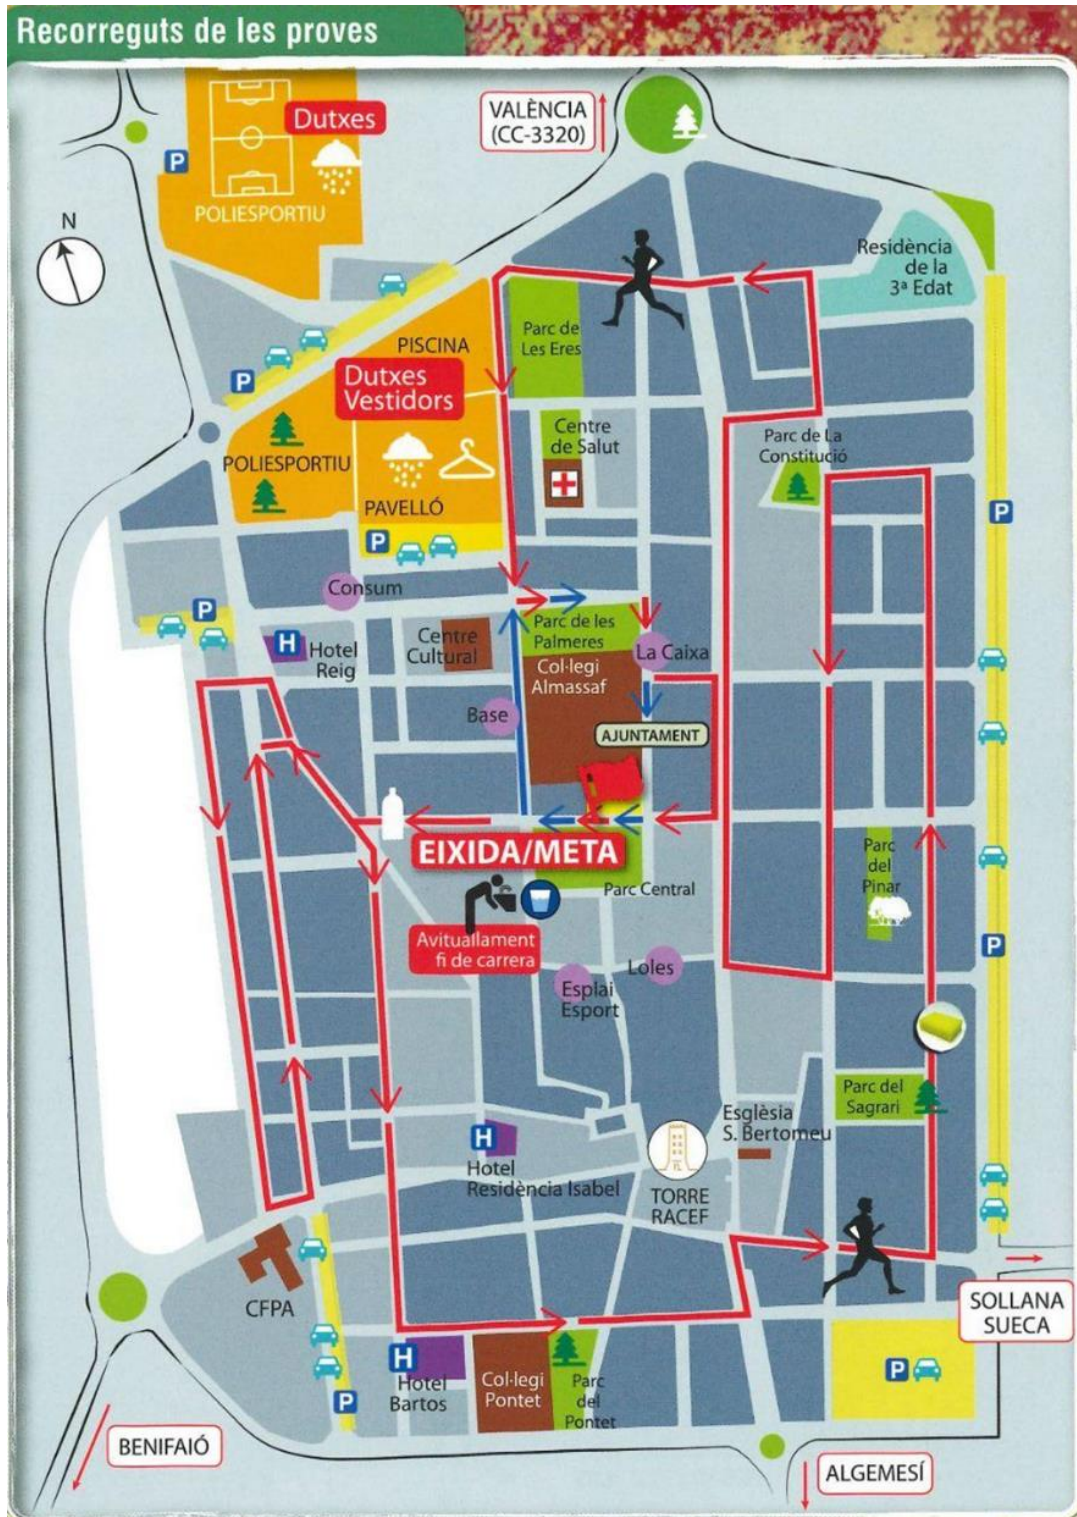 Recorreguts de les proves
Dutxes
VALÈNCIA
(CC-3320)
P
POLIESPORTIU
N
Residència
de la
3ª Edat
Parc de
Les Eres
PISCINA
Dutxes
Vestidors
P
Centre
de Salut
Parc de La
Constitució
POLIESPORTIU
PAVELLÓ
P
P
Consum
P
Parc de les
Palmeres
Centre
Cultural
H
Hotel
Reig
La Caixa
Col·legi
Almassaf
Base
AJUNTAMENT
EIXIDA/META
Parc
del
Pinar
Parc Central
Avituallament
fi de carrera
P
Loles
Esplai
Esport
Parc del
Sagrari
Esglèsia
S. Bertomeu
H
Hotel
Residència Isabel
TORRE
RACEF
CFPA
SOLLANA
SUECA
H
Hotel
Bartos
Col·legi
Pontet
Parc
del
Pontet
P
P
BENIFAIÓ
ALGEMESÍ